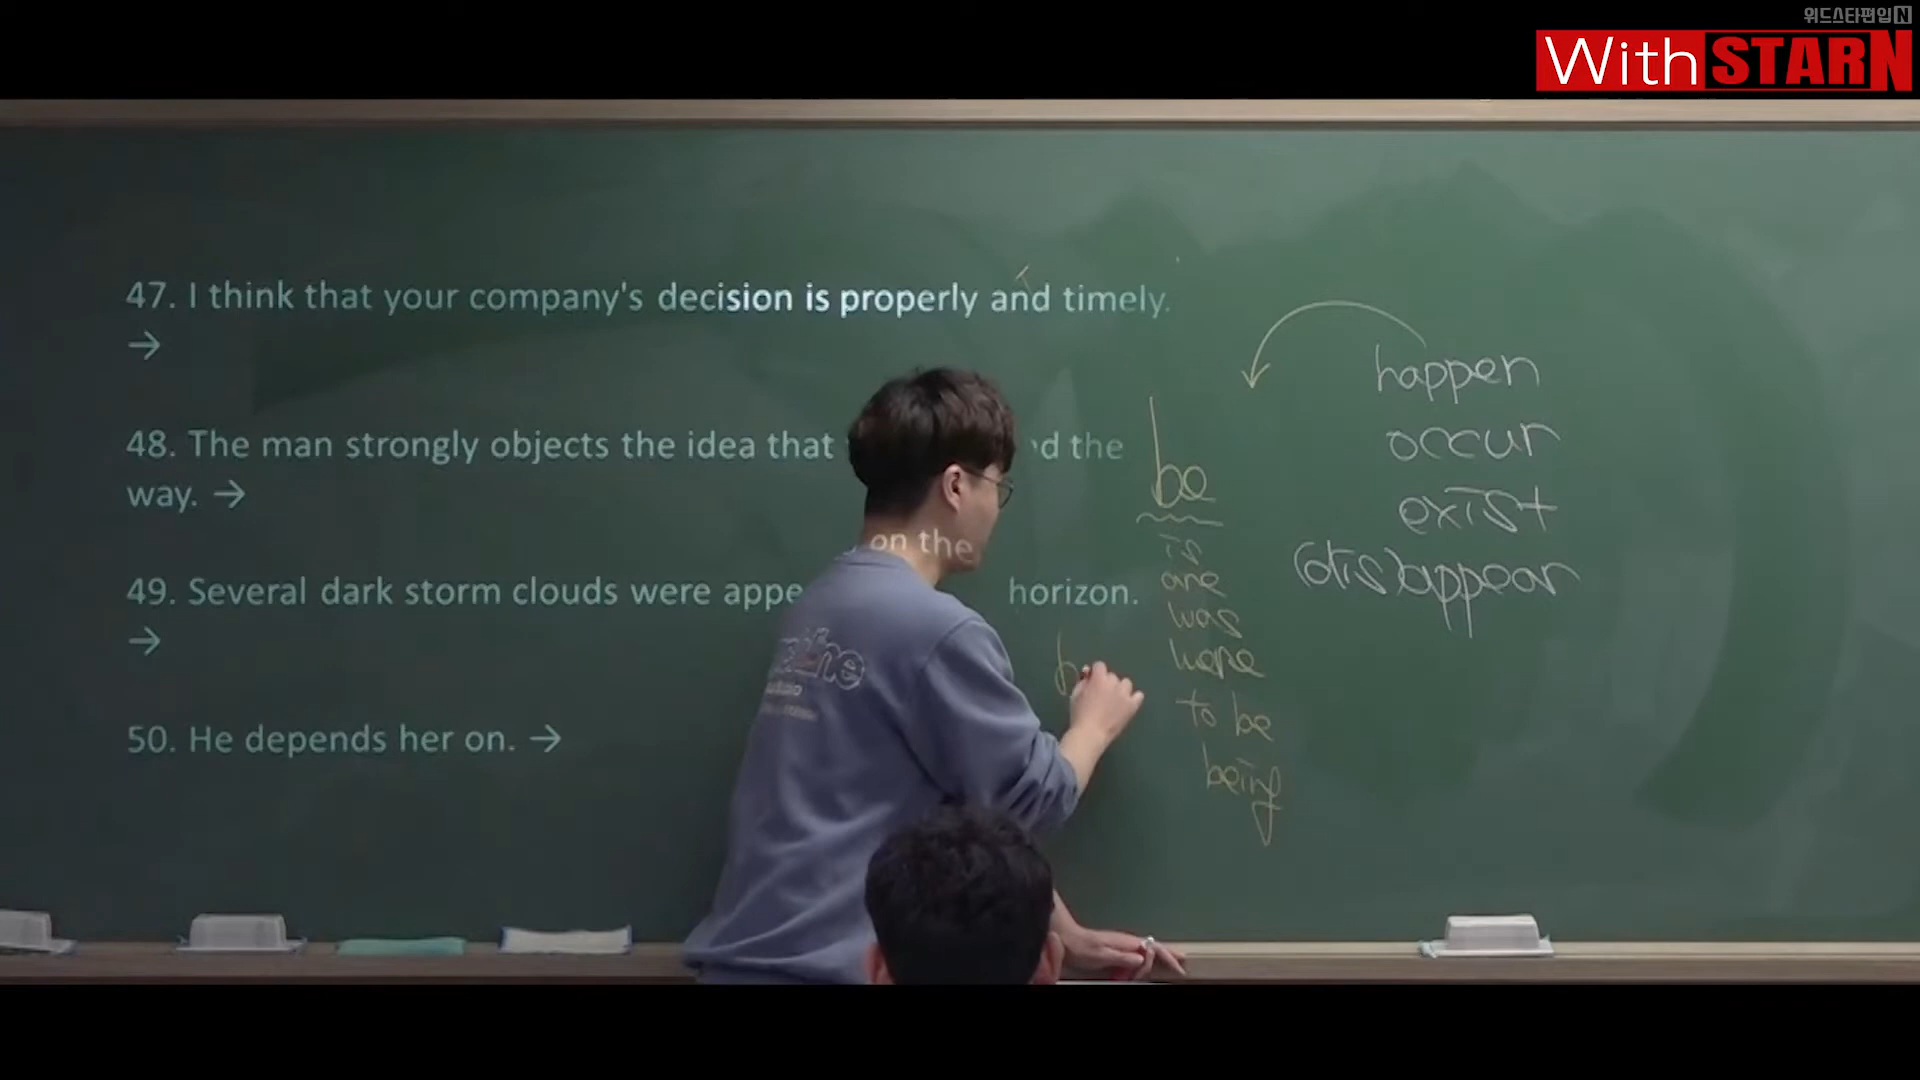 위드스타편입N
With STARN
47. I think that your company's decision is properly and timely.
→
48. The man strongly objects the idea that the
way. →
49. Several dark storm clouds were appe on the horizon.
→
50. He depends her on. →
happen
occur
exist
(dis)appear
be
is
are
was
were
to be
being